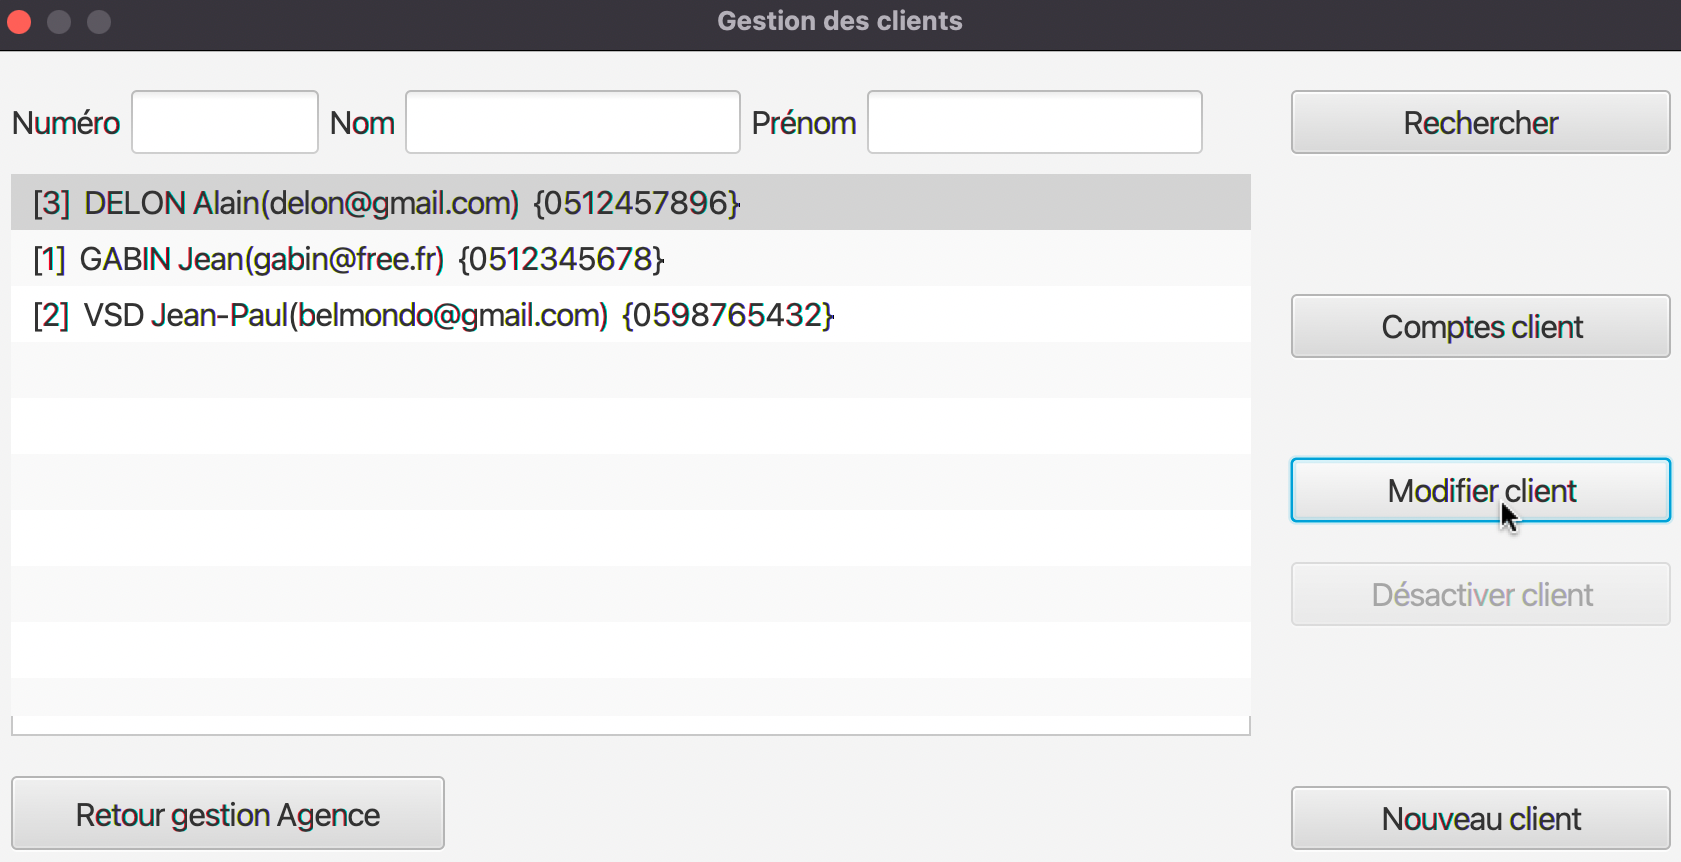 Gestion des clients
Numéro Nom Prénom Rechercher
[3] DELON Alain(delon@gmail.com) {0512457896}
[1] GABIN Jean(gabin@free.fr) {0512345678}
[2] VSD Jean-Paul(belmondo@gmail.com) {0598765432}
Comptes client
Modifier client
Désactiver client
Retour gestion Agence
Nouveau client